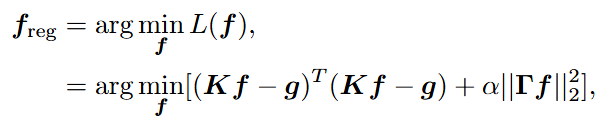 f_reg = arg min_f L(f),
= arg min_f [(Kf − g)^T (Kf − g) + α||Γf||_2^2],